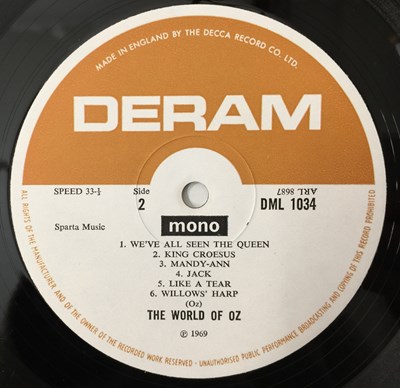 MADE IN ENGLAND BY THE DECCA RECORD CO. LTD.
DERAM
SPEED 33-⅓
Side
2
ARL 8687
DML 1034
Sparta Music
mono
1. WE'VE ALL SEEN THE QUEEN
2. KING CROESUS
3. MANDY-ANN
4. JACK
5. LIKE A TEAR
6. WILLOWS' HARP
(Oz)
THE WORLD OF OZ
℗ 1969
ALL RIGHTS OF THE MANUFACTURER AND OF THE OWNER OF THE RECORDED WORK RESERVED · UNAUTHORISED PUBLIC PERFORMANCE BROADCASTING AND COPYING OF THIS RECORD PROHIBITED